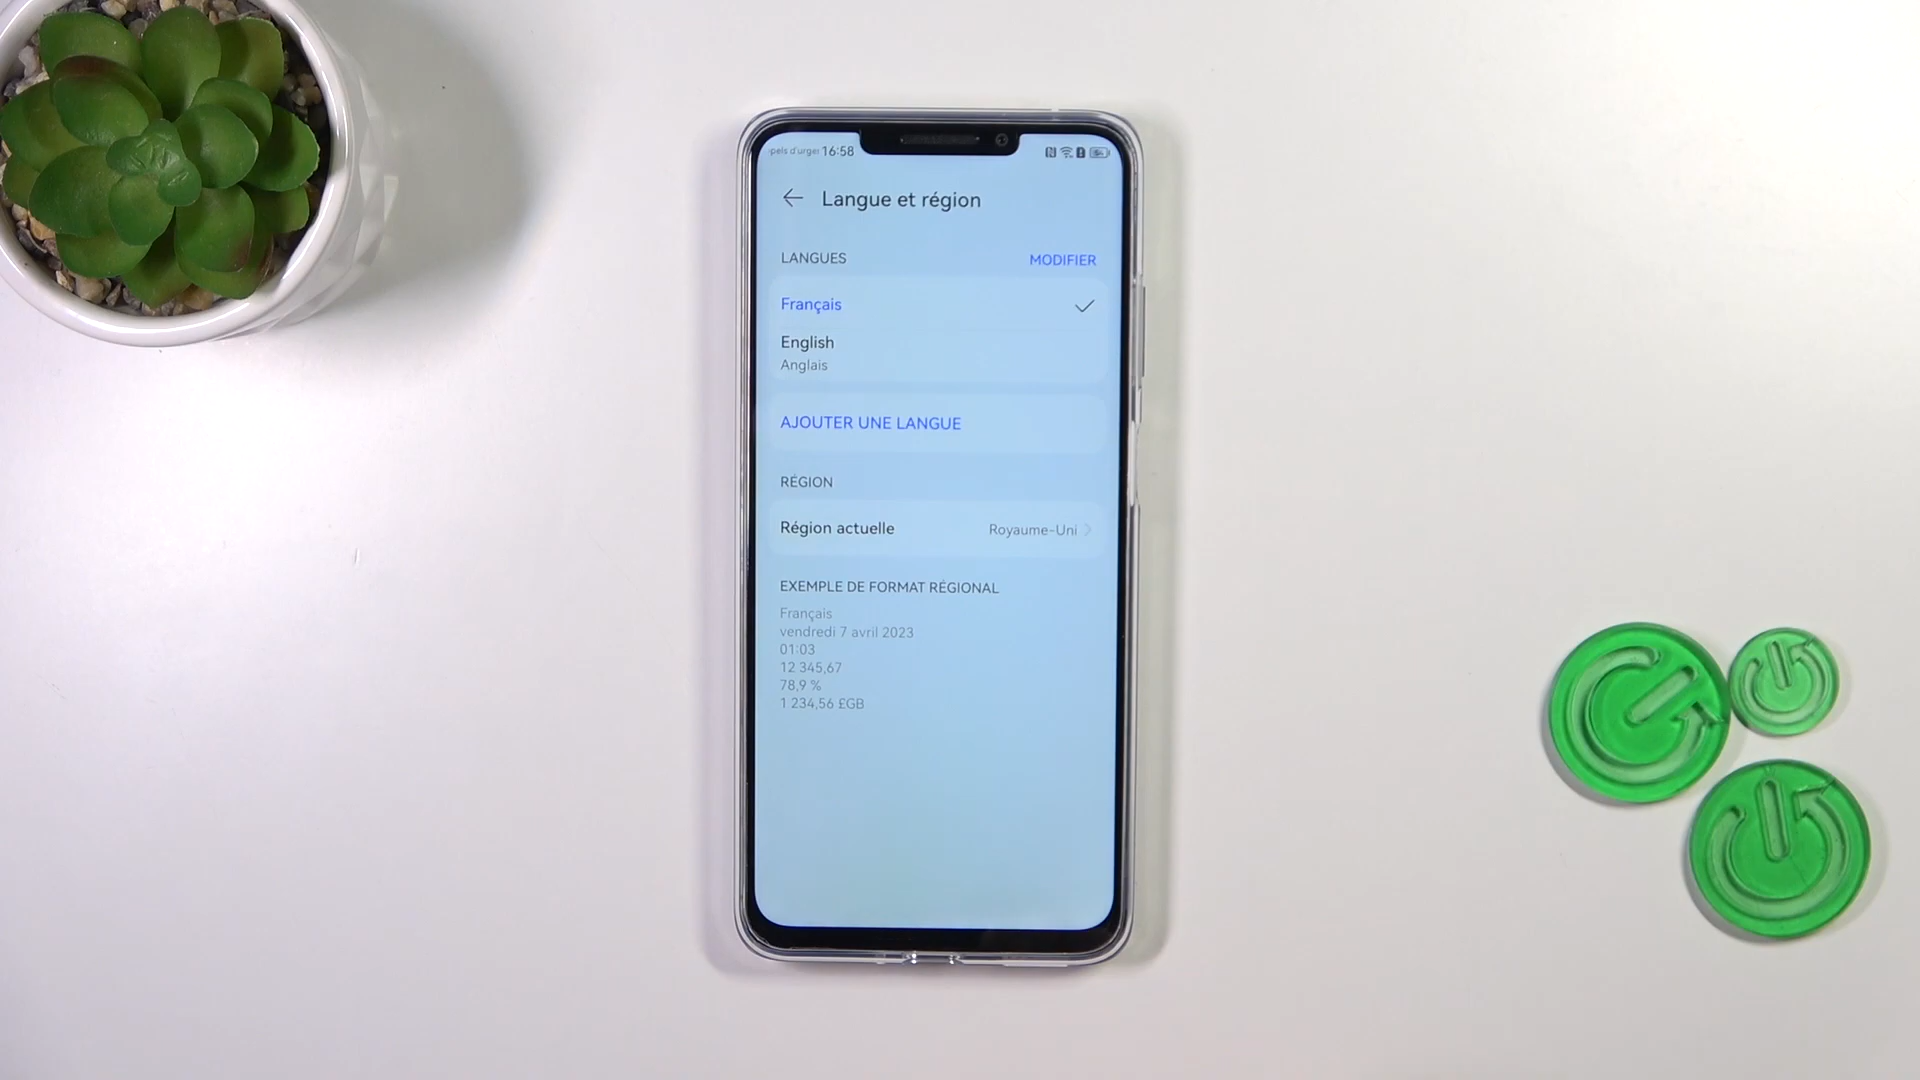 pels d'urger 16:58
Langue et région
LANGUES MODIFIER
Français
English
Anglais
AJOUTER UNE LANGUE
RÉGION
Région actuelle Royaume-Uni
EXEMPLE DE FORMAT RÉGIONAL
Français
vendredi 7 avril 2023
01:03
12 345,67
78,9 %
1 234,56 £GB